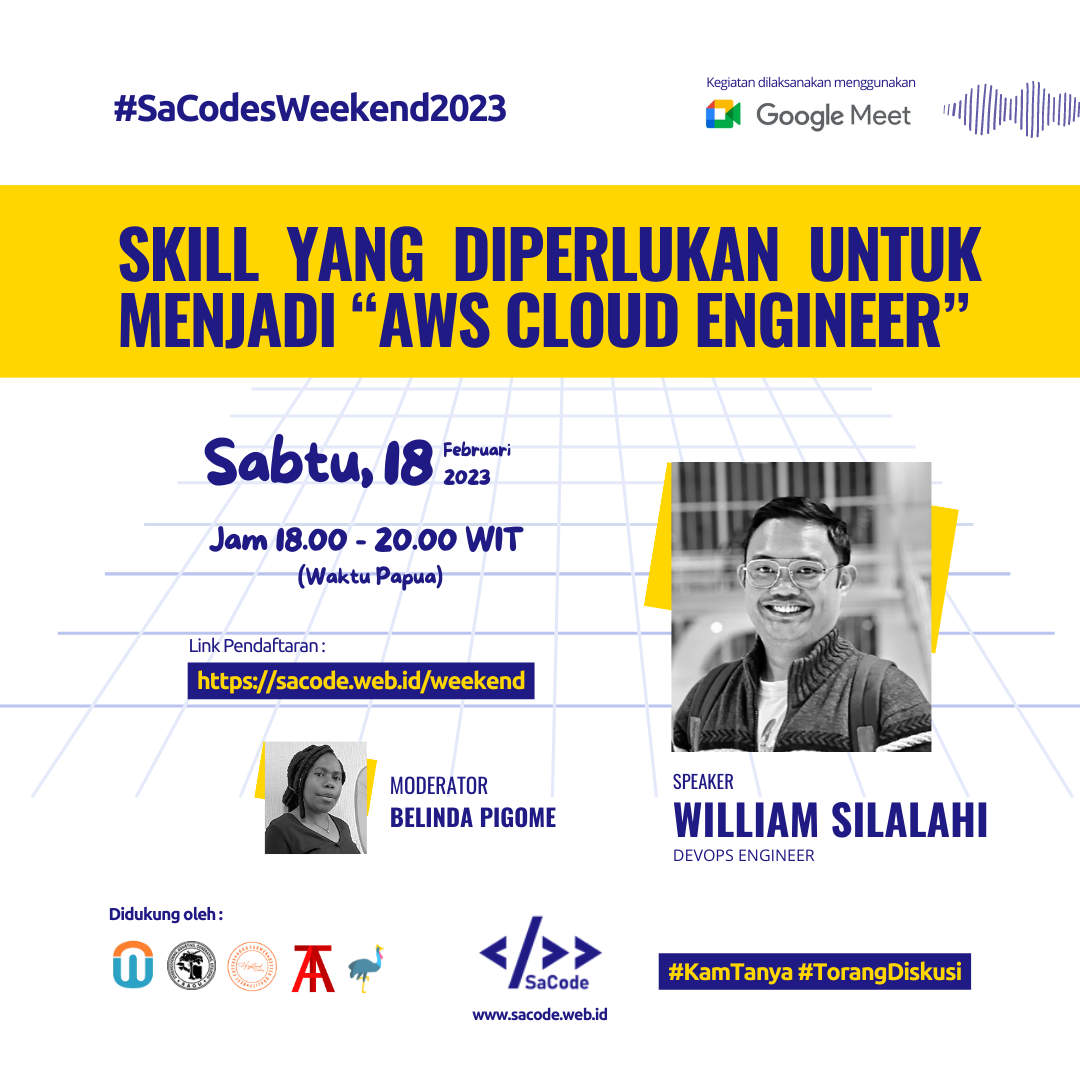 #SaCodesWeekend2023
Kegiatan dilaksanakan menggunakan
Google Meet
SKILL YANG DIPERLUKAN UNTUK
MENJADI “AWS CLOUD ENGINEER”
Sabtu, 18 Februari
2023
Jam 18.00 - 20.00 WIT
(Waktu Papua)
Link Pendaftaran :
https://sacode.web.id/weekend
MODERATOR
BELINDA PIGOME
SPEAKER
WILLIAM SILALAHI
DEVOPS ENGINEER
Didukung oleh :
SAGU
</>>
SaCode
www.sacode.web.id
#KamTanya #TorangDiskusi